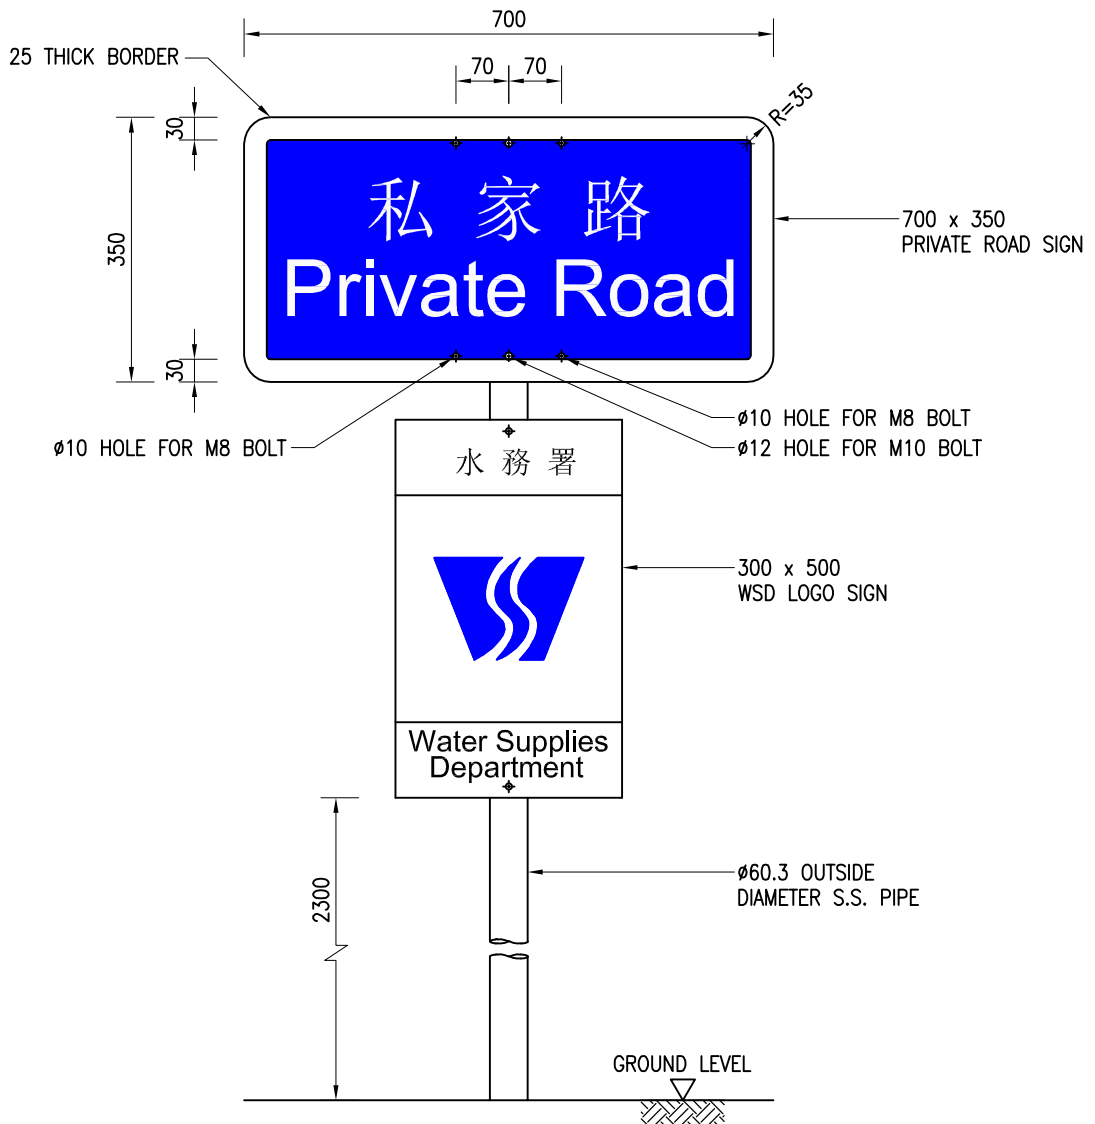 700
25 THICK BORDER
70 70
R=35
30
私家路
Private Road
350
700 x 350
PRIVATE ROAD SIGN
30
ø10 HOLE FOR M8 BOLT
ø10 HOLE FOR M8 BOLT
ø12 HOLE FOR M10 BOLT
水務署
300 x 500
WSD LOGO SIGN
Water Supplies
Department
2300
ø60.3 OUTSIDE
DIAMETER S.S. PIPE
GROUND LEVEL